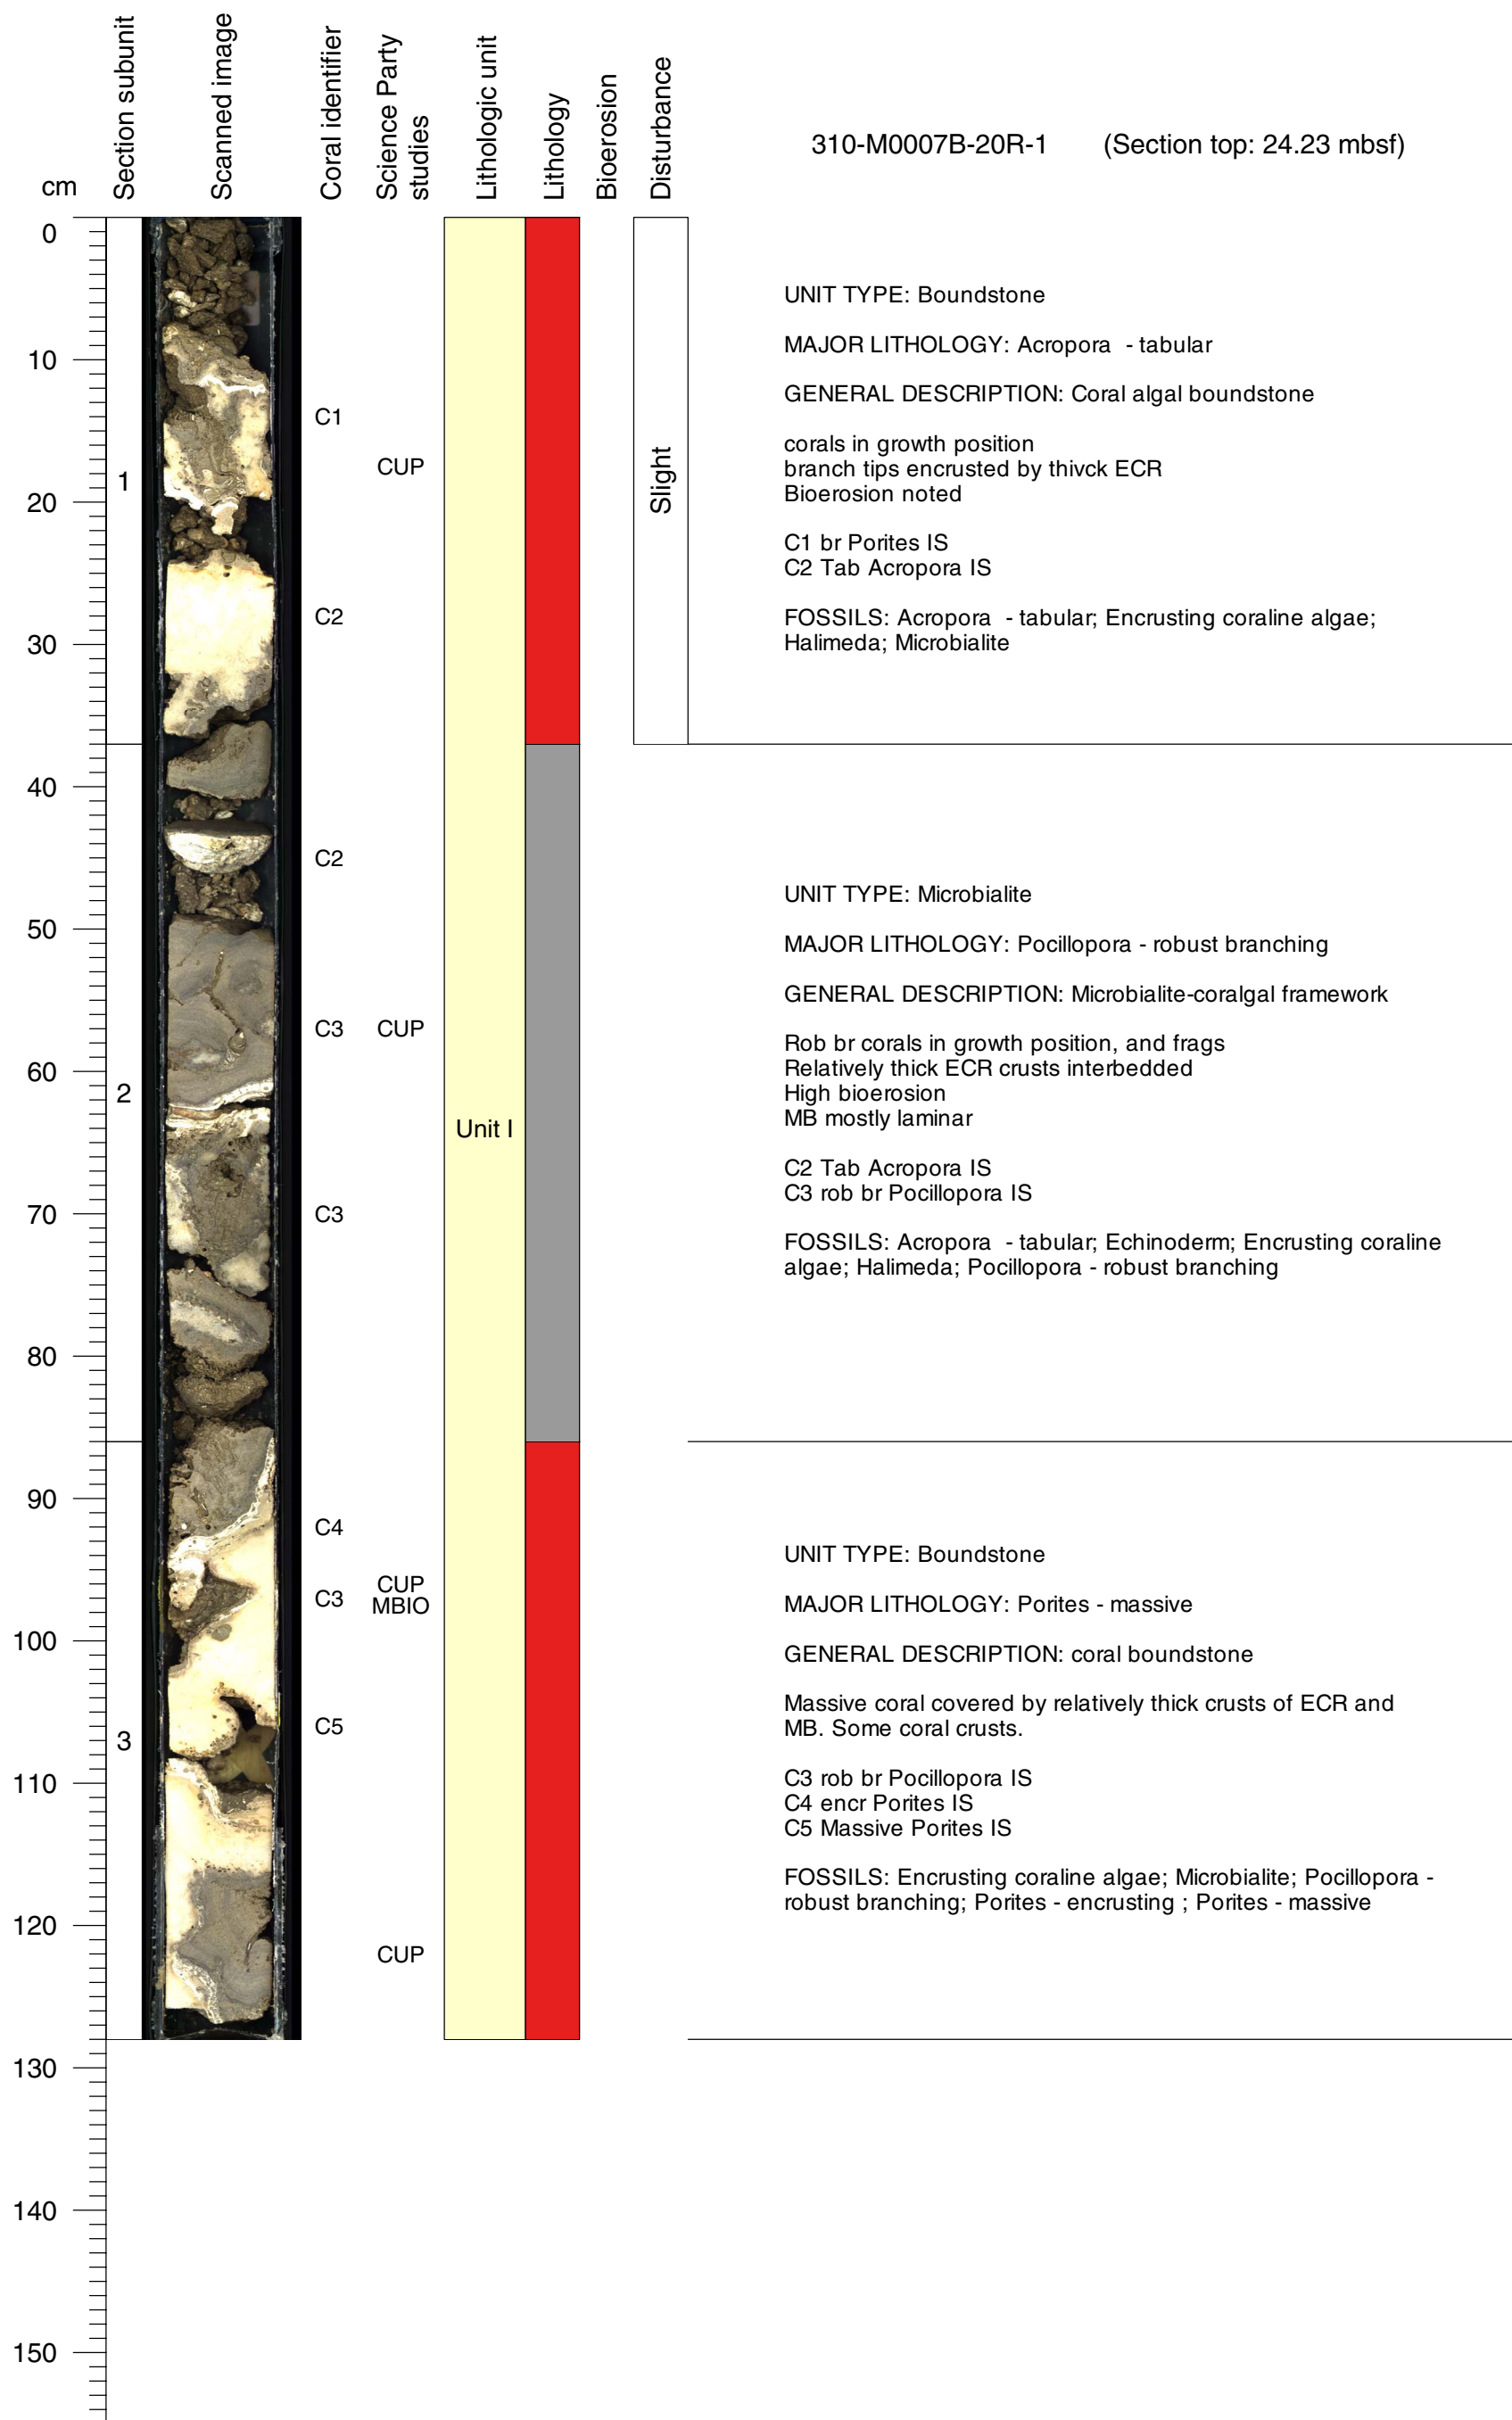 Section subunit
Scanned image
Coral identifier
Science Party
studies
Lithologic unit
Lithology
Bioerosion
Disturbance
310-M0007B-20R-1 (Section top: 24.23 mbsf)
cm
0
10
20
30
40
50
60
70
80
90
100
110
120
130
140
150
1
2
3
C1
C2
C2
C3
C3
C4
C3
C5
CUP
CUP
CUP
MBIO
CUP
Unit I
Slight
UNIT TYPE: Boundstone
MAJOR LITHOLOGY: Acropora - tabular
GENERAL DESCRIPTION: Coral algal boundstone
corals in growth position
branch tips encrusted by thivck ECR
Bioerosion noted
C1 br Porites IS
C2 Tab Acropora IS
FOSSILS: Acropora - tabular; Encrusting coraline algae;
Halimeda; Microbialite
UNIT TYPE: Microbialite
MAJOR LITHOLOGY: Pocillopora - robust branching
GENERAL DESCRIPTION: Microbialite-coralgal framework
Rob br corals in growth position, and frags
Relatively thick ECR crusts interbedded
High bioerosion
MB mostly laminar
C2 Tab Acropora IS
C3 rob br Pocillopora IS
FOSSILS: Acropora - tabular; Echinoderm; Encrusting coraline
algae; Halimeda; Pocillopora - robust branching
UNIT TYPE: Boundstone
MAJOR LITHOLOGY: Porites - massive
GENERAL DESCRIPTION: coral boundstone
Massive coral covered by relatively thick crusts of ECR and
MB. Some coral crusts.
C3 rob br Pocillopora IS
C4 encr Porites IS
C5 Massive Porites IS
FOSSILS: Encrusting coraline algae; Microbialite; Pocillopora -
robust branching; Porites - encrusting ; Porites - massive